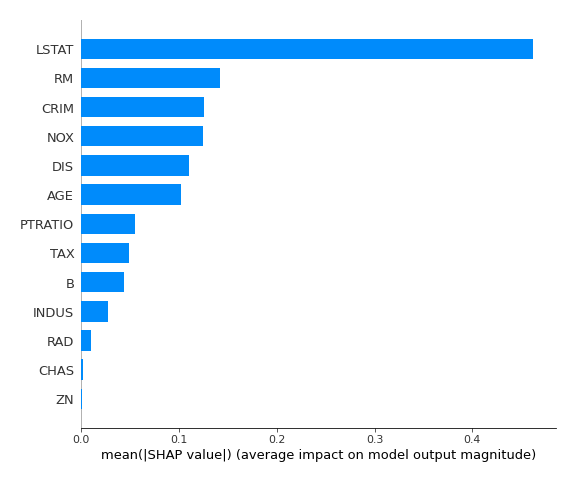 LSTAT
RM
CRIM
NOX
DIS
AGE
PTRATIO
TAX
B
INDUS
RAD
CHAS
ZN
0.0 0.1 0.2 0.3 0.4
mean(|SHAP value|) (average impact on model output magnitude)